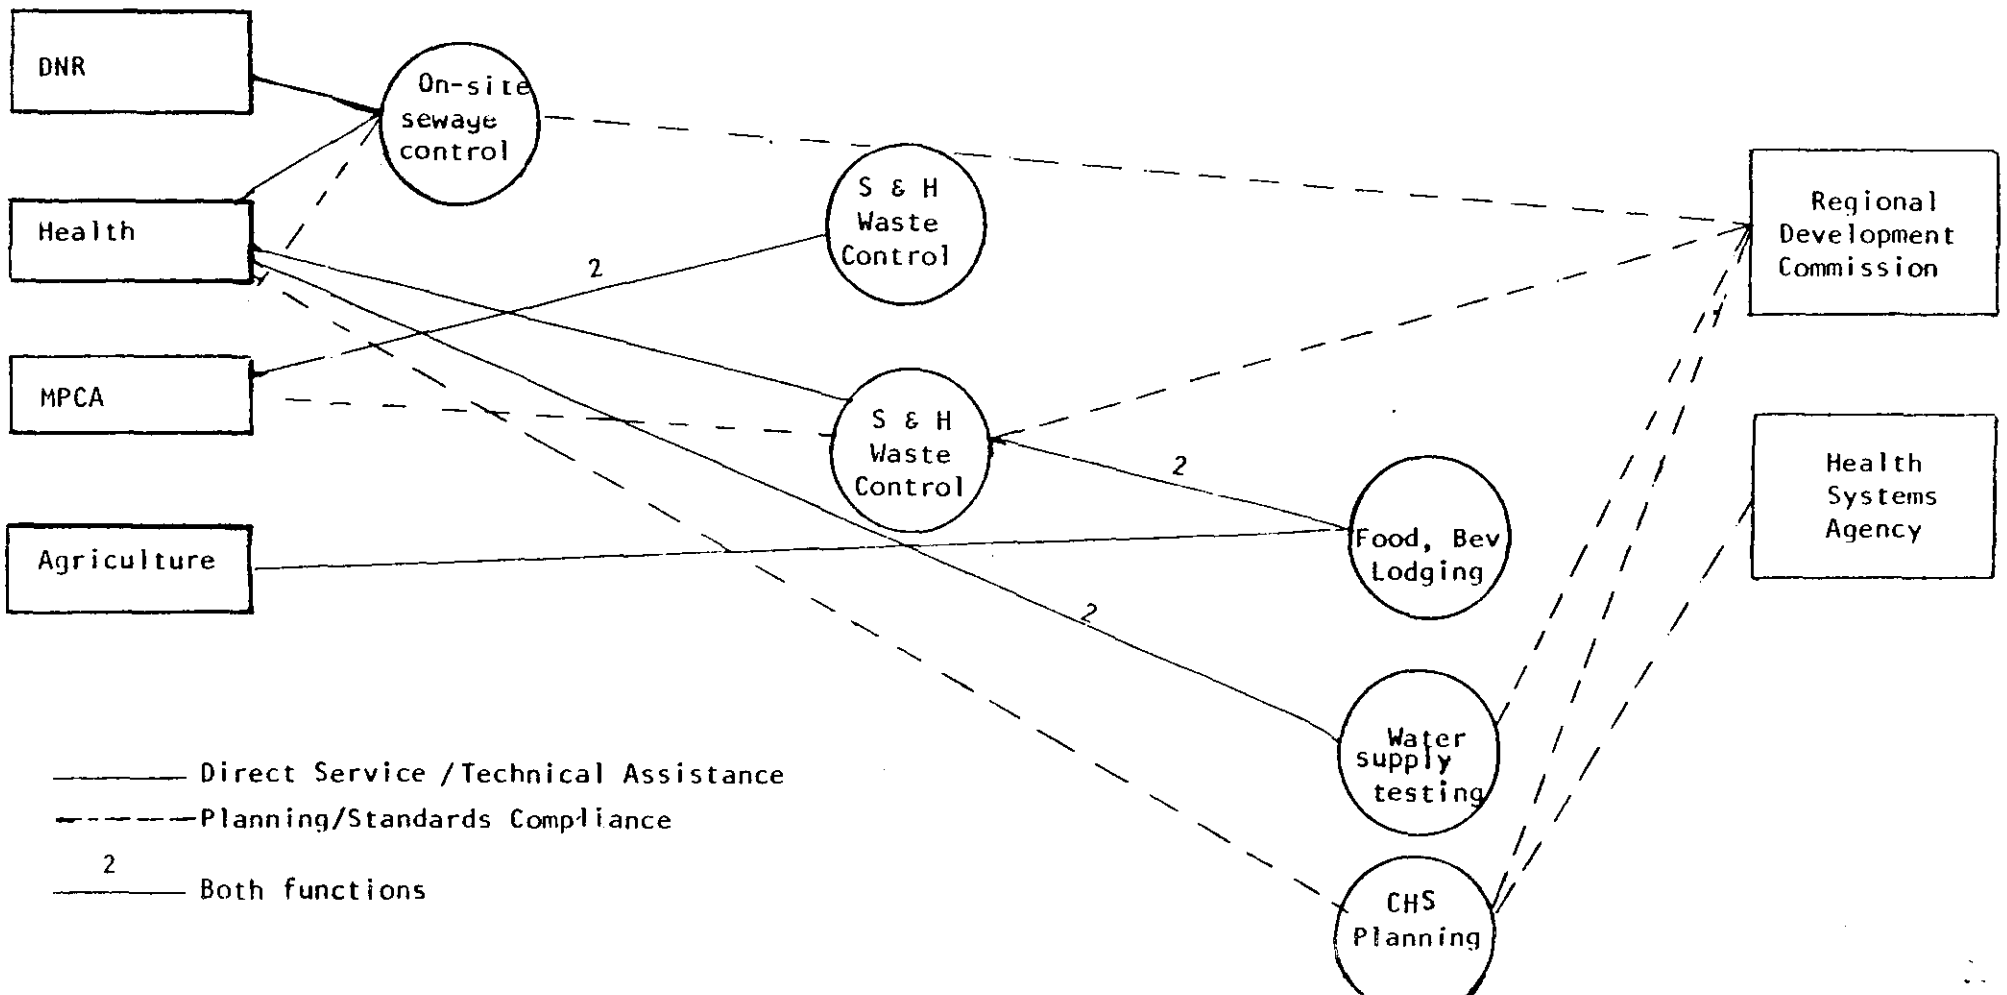 DNR
On-site
sewage
control
Health
MPCA
Agriculture
S & H
Waste
Control
2
S & H
Waste
Control
2
Food, Bev
Lodging
2
Water
supply
testing
CHS
Planning
Regional
Development
Commission
Health
Systems
Agency
Direct Service /Technical Assistance
Planning/Standards Compliance
2
Both functions